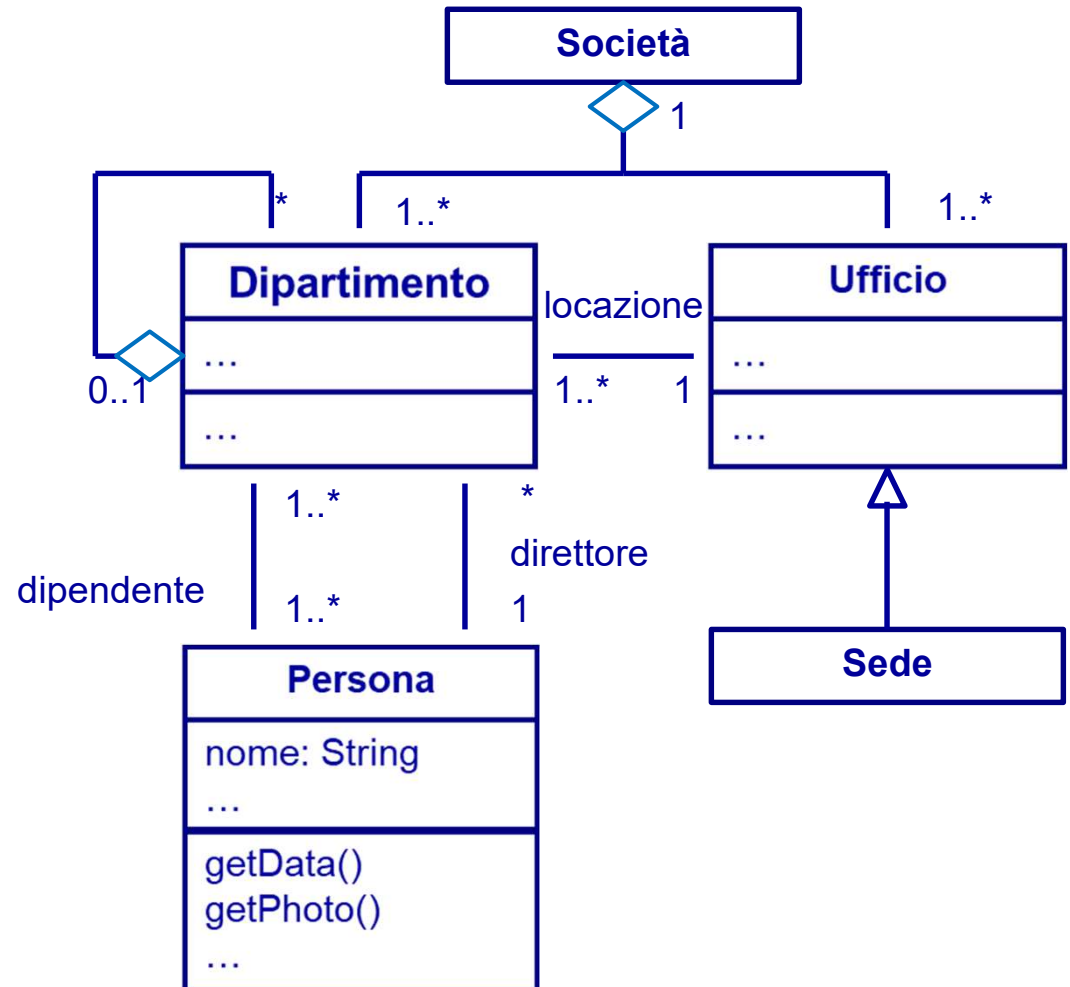 Società
1
*
1..*
1..*
Dipartimento
Ufficio
locazione
…
…
0..1
1..*
1
…
…
1..*
*
direttore
dipendente
1..*
1
Persona
Sede
nome: String
…
getData()
getPhoto()
…